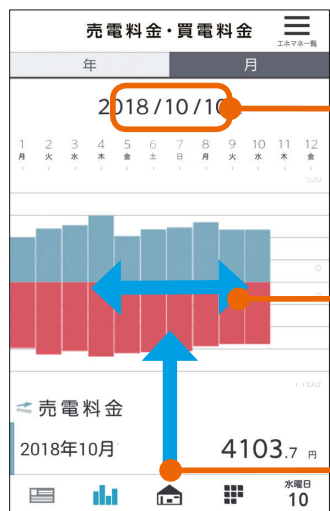 売電料金・買電料金
エネマネ一覧
年 月
2018/10/10
1 2 3 4 5 6 7 8 9 10 11 12
月 火 水 木 金 土 日 月 火 水 木 金
0
売電料金
2018年10月 4103.7 円
水曜日
10